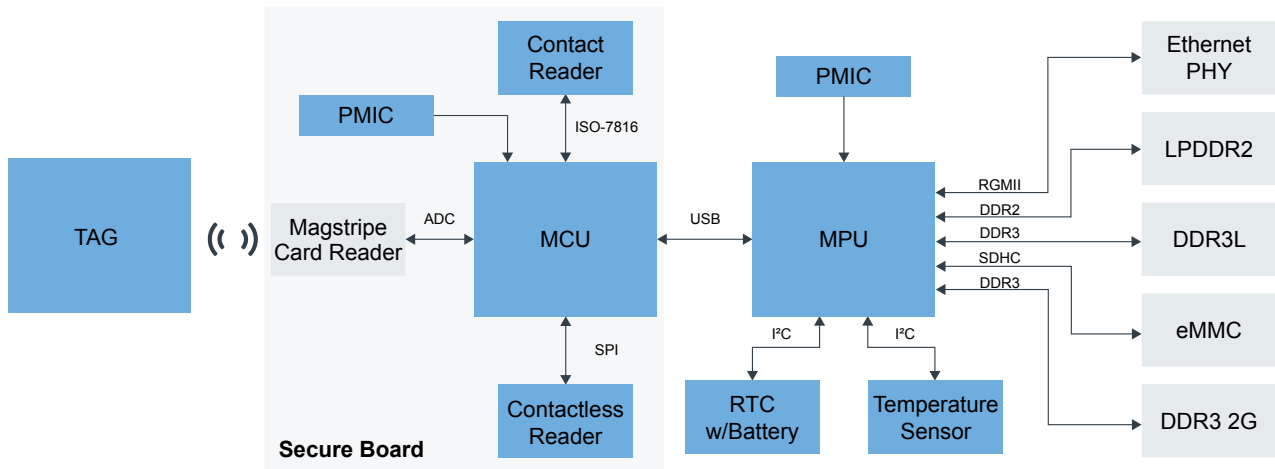 Contact
Reader
Ethernet
PHY
PMIC
PMIC
ISO-7816
LPDDR2
RGMII
TAG
Magstripe
Card Reader
ADC
MCU
USB
MPU
DDR2
DDR3
DDR3L
SDHC
DDR3
I²C
I²C
eMMC
SPI
Contactless
Reader
RTC
w/Battery
Temperature
Sensor
DDR3 2G
Secure Board